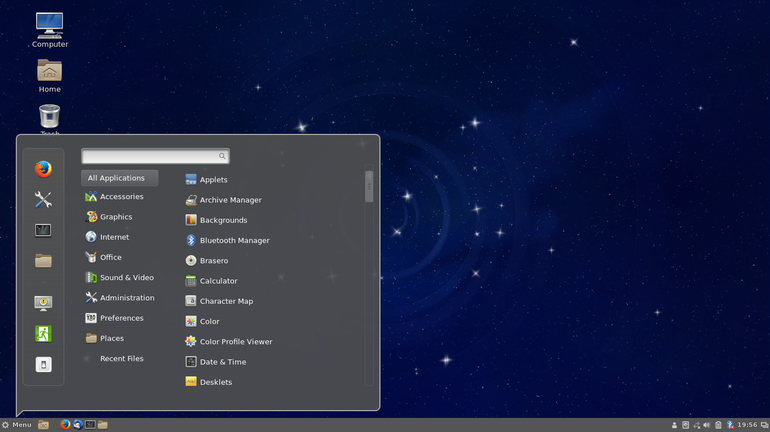 Computer
Home
Trash
All Applications
Accessories
Graphics
Internet
Office
Sound & Video
Administration
Preferences
Places
Recent Files
Applets
Archive Manager
Backgrounds
Bluetooth Manager
Brasero
Calculator
Character Map
Color
Color Profile Viewer
Date & Time
Desklets
Menu
19:56